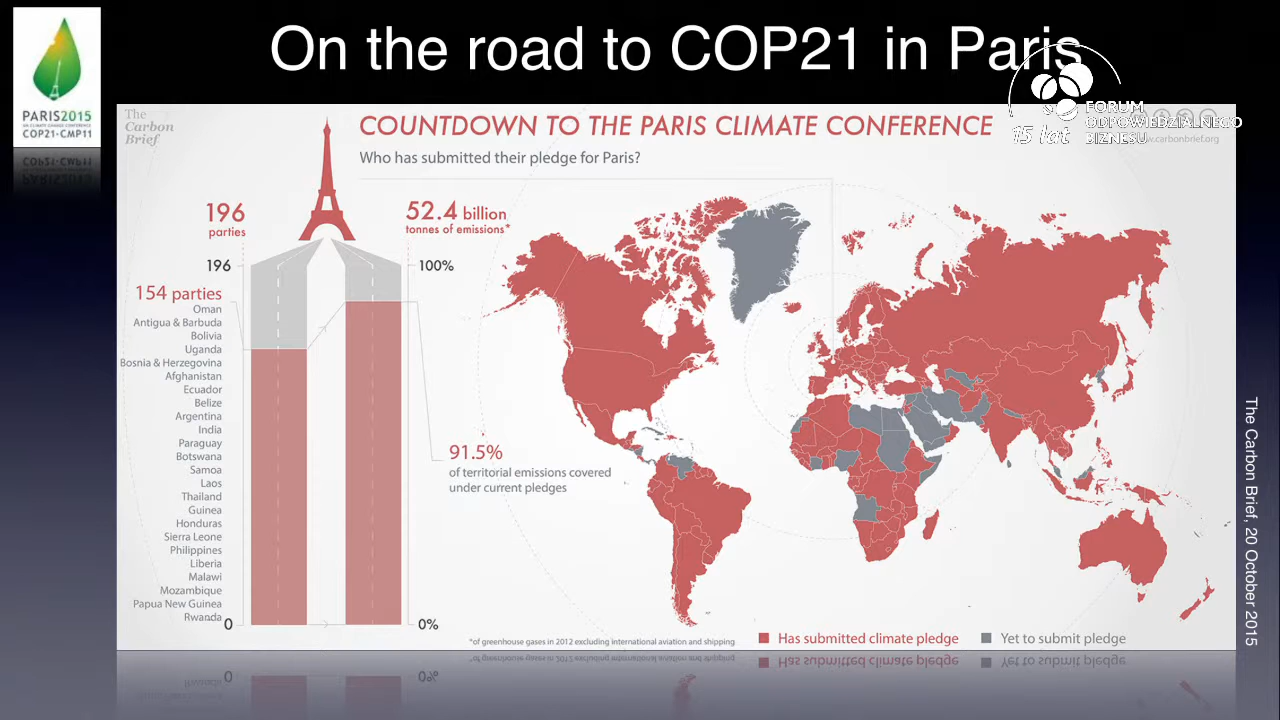 On the road to COP21 in Paris
PARIS2015
COP21·CMP11
FORUM
ODPOWIEDZIALNEGO
BIZNESU
15 lat
The
Carbon
Brief
COUNTDOWN TO THE PARIS CLIMATE CONFERENCE
www.carbonbrief.org
Who has submitted their pledge for Paris?
196
parties
52.4 billion
tonnes of emissions*
196
100%
154 parties
Oman
Antigua & Barbuda
Bolivia
Uganda
Bosnia & Herzegovina
Afghanistan
Ecuador
Belize
Argentina
India
Paraguay
Botswana
Samoa
Laos
Thailand
Guinea
Honduras
Sierra Leone
Philippines
Liberia
Malawi
Mozambique
Papua New Guinea
Rwanda
0
0%
91.5%
of territorial emissions covered
under current pledges
*of greenhouse gases in 2012 excluding international aviation and shipping
Has submitted climate pledge
Yet to submit pledge
The Carbon Brief, 20 October 2015